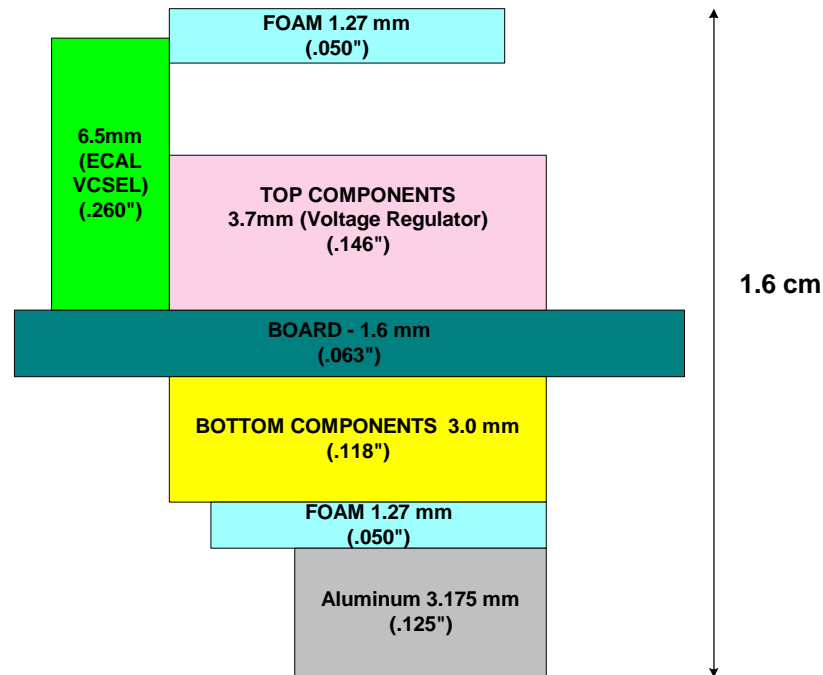 FOAM 1.27 mm
(.050")
6.5mm
(ECAL
VCSEL)
(.260")
TOP COMPONENTS
3.7mm (Voltage Regulator)
(.146")
1.6 cm
BOARD - 1.6 mm
(.063")
BOTTOM COMPONENTS  3.0 mm
(.118")
FOAM 1.27 mm
(.050")
Aluminum 3.175 mm
(.125")